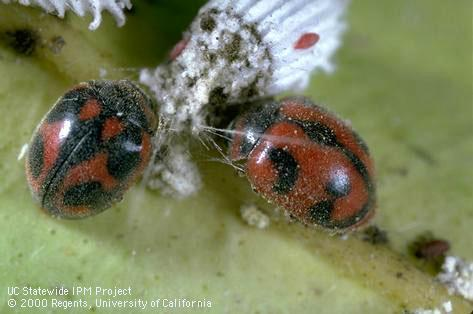 UC Statewide IPM Project
© 2000 Regents, University of California